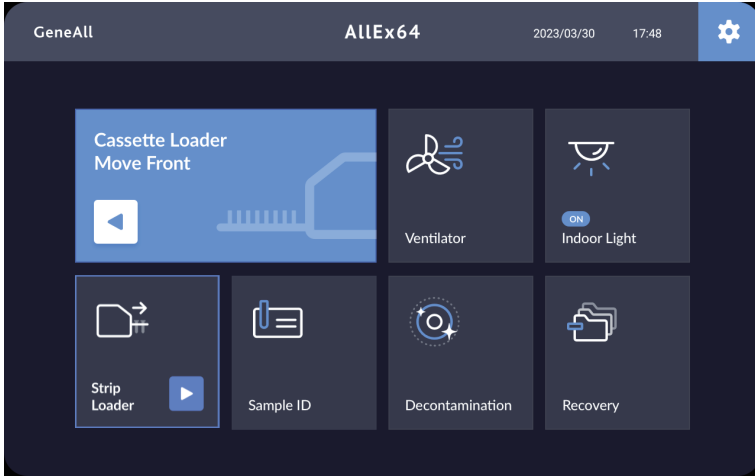 GeneAll
AllEx64
2023/03/30
17:48
Cassette Loader
Move Front
Ventilator
ON
Indoor Light
Strip
Loader
Sample ID
Decontamination
Recovery